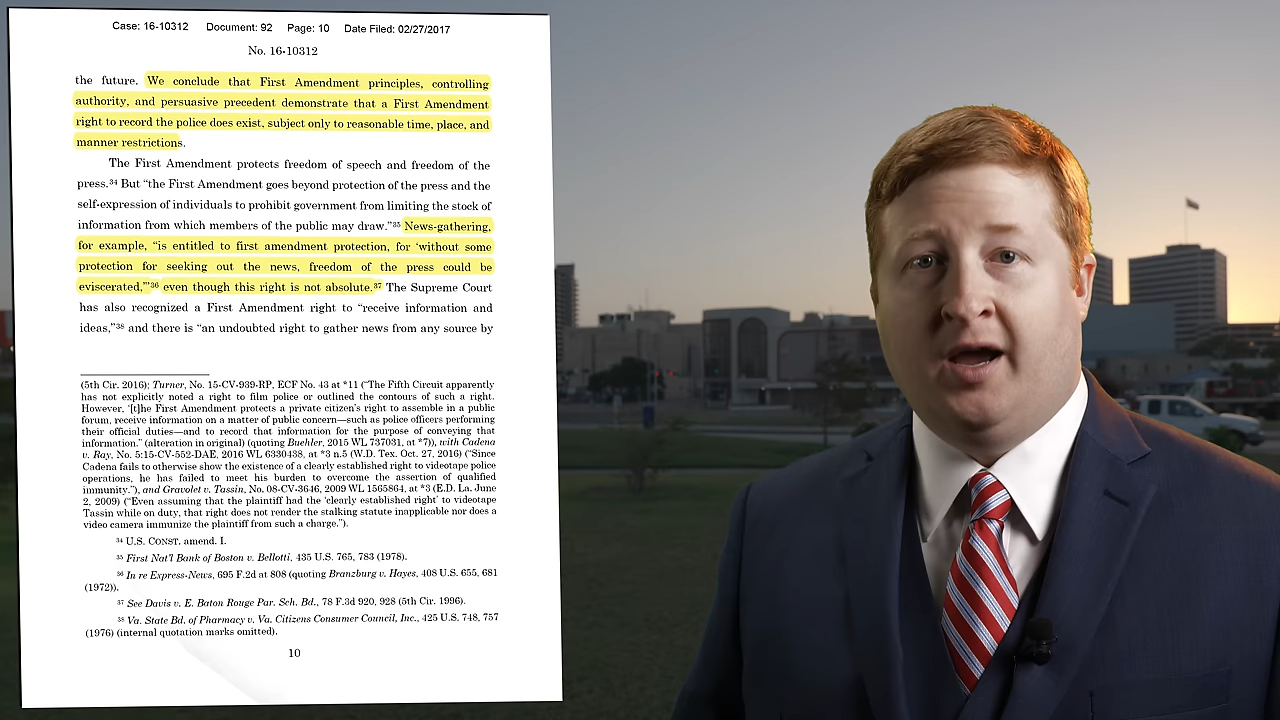 Case: 16-10312 Document: 92 Page: 10 Date Filed: 02/27/2017
No. 16-10312
the future. We conclude that First Amendment principles, controlling
authority, and persuasive precedent demonstrate that a First Amendment
right to record the police does exist, subject only to reasonable time, place, and
manner restrictions.
The First Amendment protects freedom of speech and freedom of the
press.34 But “the First Amendment goes beyond protection of the press and the
self-expression of individuals to prohibit government from limiting the stock of
information from which members of the public may draw.”35 News-gathering,
for example, “is entitled to first amendment protection, for ‘without some
protection for seeking out the news, freedom of the press could be
eviscerated,’”36 even though this right is not absolute.37 The Supreme Court
has also recognized a First Amendment right to “receive information and
ideas,”38 and there is “an undoubted right to gather news from any source by
(5th Cir. 2016); Turner, No. 15-CV-939-RP, ECF No. 43 at *11 (“The Fifth Circuit apparently
has not explicitly noted a right to film police or outlined the contours of such a right.
However, ‘[t]he First Amendment protects a private citizen’s right to assemble in a public
forum, receive information on a matter of public concern—such as police officers performing
their official duties—and to record that information for the purpose of conveying that
information.” (alteration in original) (quoting Buehler, 2015 WL 737031, at *7)), with Cadena
v. Ray, No. 5:15-CV-552-DAE, 2016 WL 6330438, at *3 n.5 (W.D. Tex. Oct. 27, 2016) (“Since
Cadena fails to otherwise show the existence of a clearly established right to videotape police
operations, he has failed to meet his burden to overcome the assertion of qualified
immunity.”), and Gravolet v. Tassin, No. 08-CV-3646, 2009 WL 1565864, at *3 (E.D. La. June
2, 2009) (“Even assuming that the plaintiff had the ‘clearly established right’ to videotape
Tassin while on duty, that right does not render the stalking statute inapplicable nor does a
video camera immunize the plaintiff from such a charge.”).
34 U.S. CONST. amend. I.
35 First Nat’l Bank of Boston v. Bellotti, 435 U.S. 765, 783 (1978).
36 In re Express-News, 695 F.2d at 808 (quoting Branzburg v. Hayes, 408 U.S. 655, 681
(1972)).
37 See Davis v. E. Baton Rouge Par. Sch. Bd., 78 F.3d 920, 928 (5th Cir. 1996).
38 Va. State Bd. of Pharmacy v. Va. Citizens Consumer Council, Inc., 425 U.S. 748, 757
(1976) (internal quotation marks omitted).
10